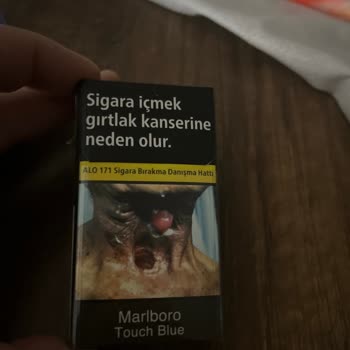 Sigara içmek
gırtlak kanserine
neden olur.
ALO 171 Sigara Bırakma Danışma Hattı
Marlboro
Touch Blue